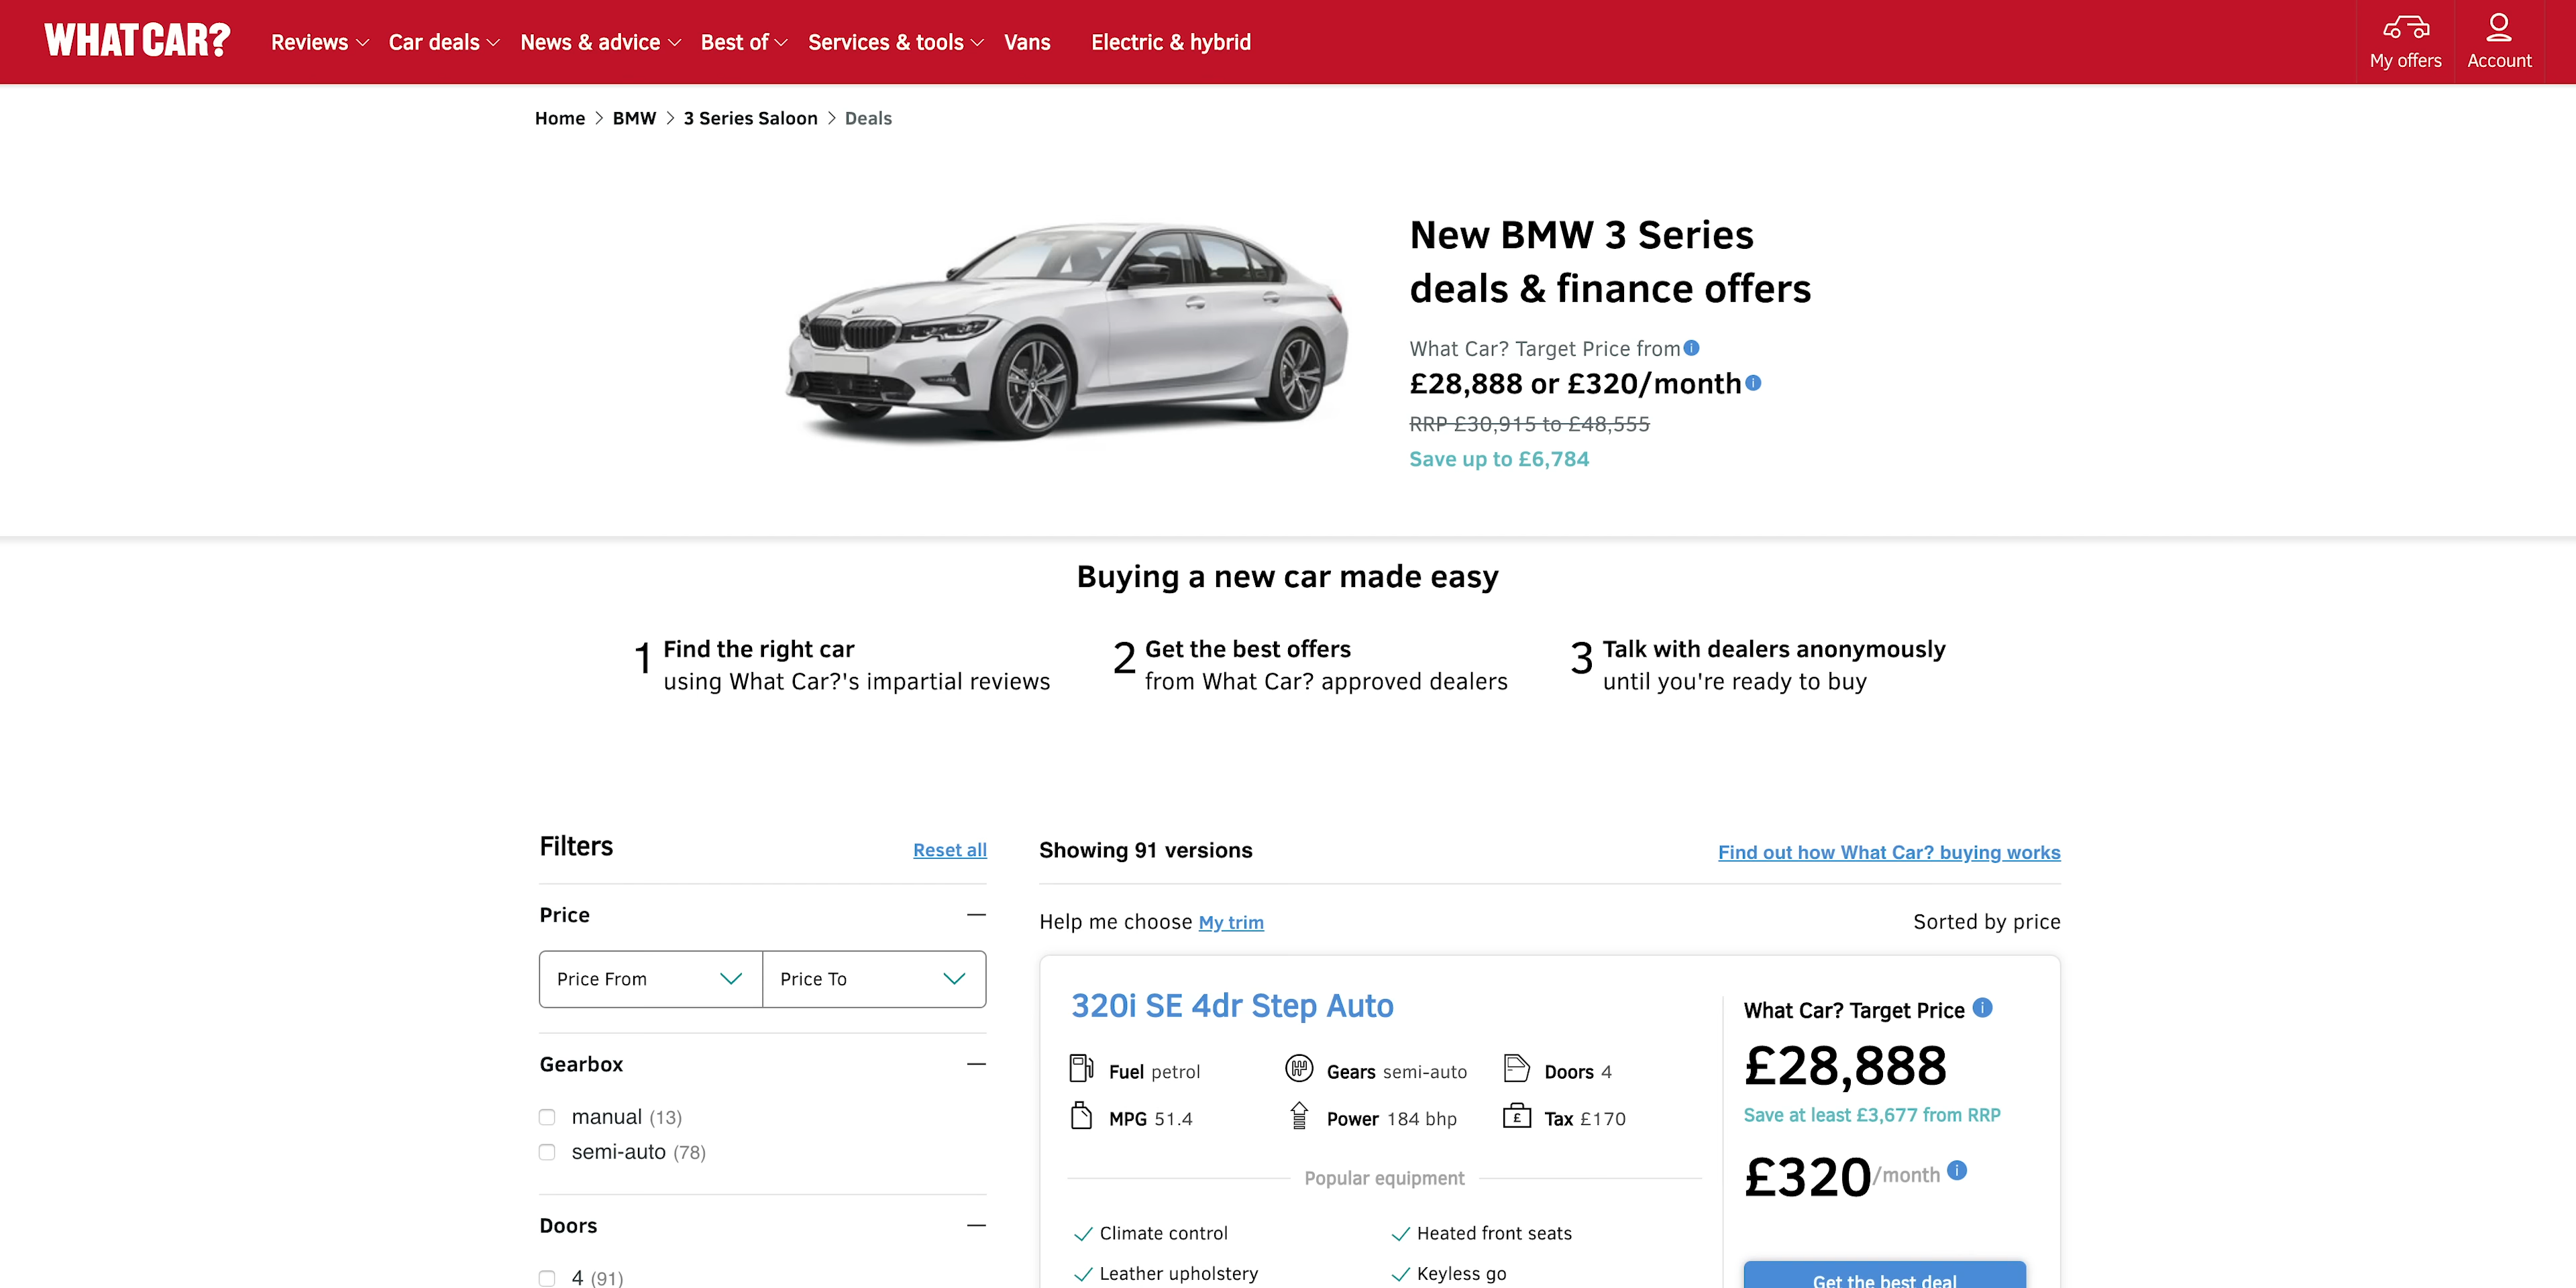 WHAT CAR?
Reviews
Car deals
News & advice
Best of
Services & tools
Vans
Electric & hybrid
My offers
Account
Home > BMW > 3 Series Saloon > Deals
New BMW 3 Series
deals & finance offers
What Car? Target Price from
£28,888 or £320/month
RRP £30,915 to £48,555
Save up to £6,784
Buying a new car made easy
1
Find the right car
using What Car?'s impartial reviews
2
Get the best offers
from What Car? approved dealers
3
Talk with dealers anonymously
until you're ready to buy
Filters
Reset all
Price
Price From
Price To
Gearbox
manual (13)
semi-auto (78)
Doors
4 (91)
Showing 91 versions
Find out how What Car? buying works
Help me choose My trim
Sorted by price
320i SE 4dr Step Auto
Fuel petrol
Gears semi-auto
Doors 4
MPG 51.4
Power 184 bhp
Tax £170
Popular equipment
Climate control
Heated front seats
Leather upholstery
Keyless go
What Car? Target Price
£28,888
Save at least £3,677 from RRP
£320/month
Get the best deal